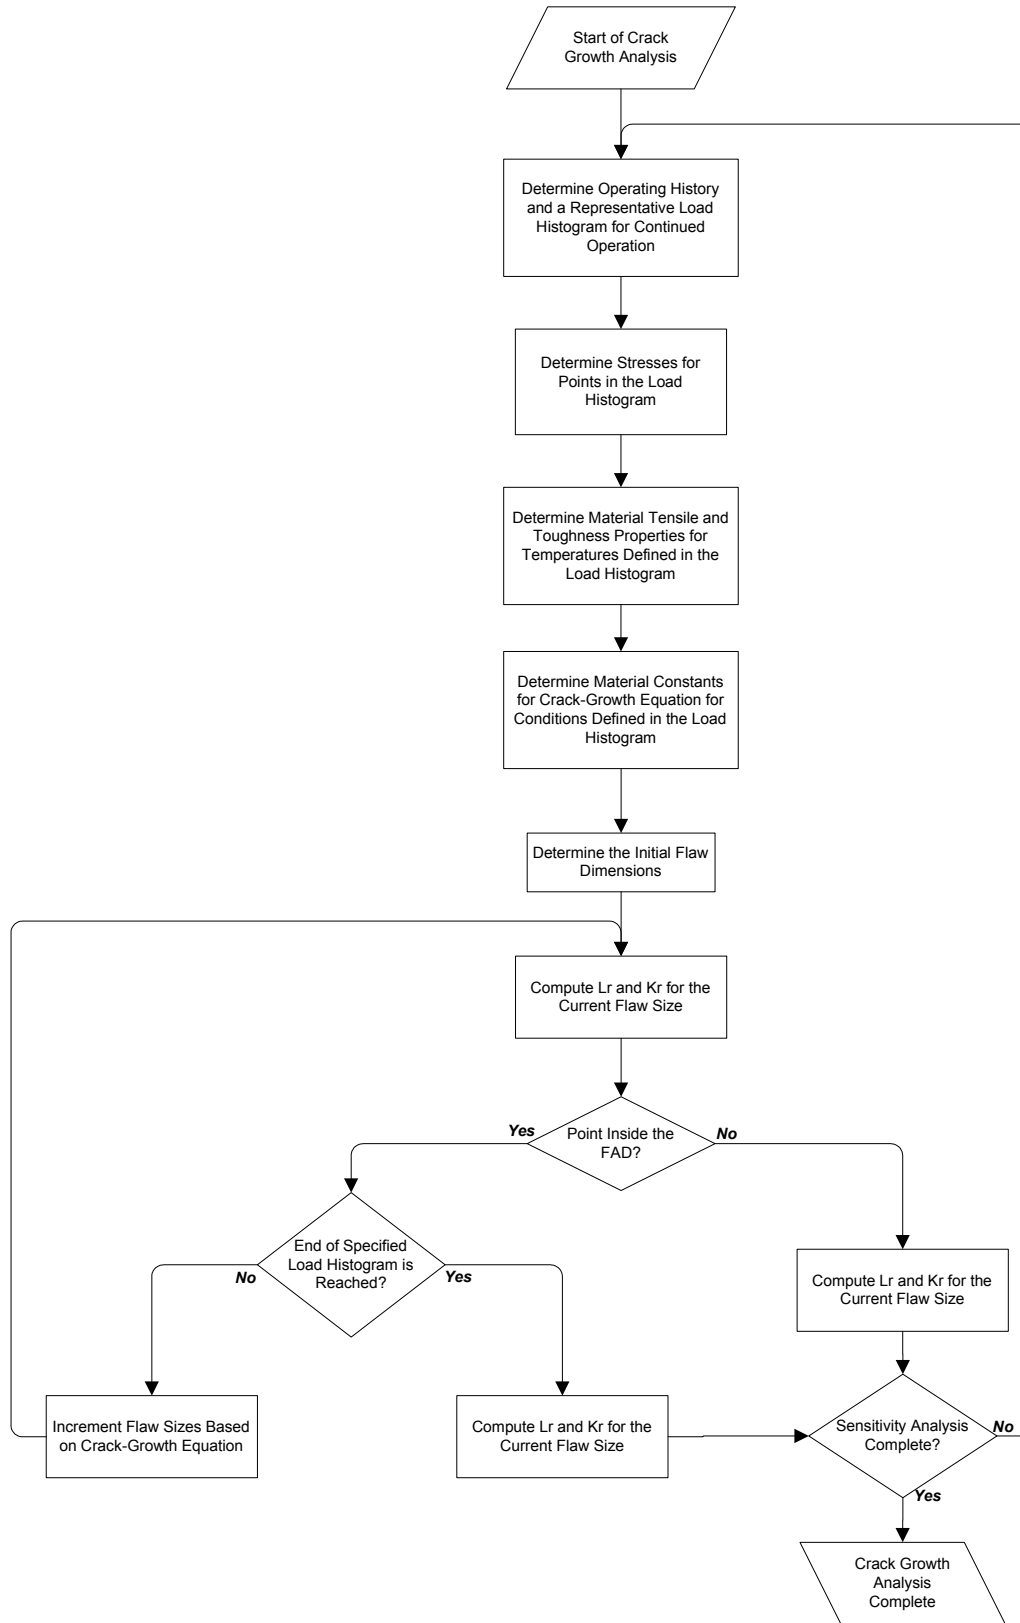 Start of Crack
Growth Analysis
Determine Operating History
and a Representative Load
Histogram for Continued
Operation
Determine Stresses for
Points in the Load
Histogram
Determine Material Tensile and
Toughness Properties for
Temperatures Defined in the
Load Histogram
Determine Material Constants
for Crack-Growth Equation for
Conditions Defined in the Load
Histogram
Determine the Initial Flaw
Dimensions
Compute Lr and Kr for the
Current Flaw Size
Yes
Point Inside the
FAD?
No
End of Specified
Load Histogram is
Reached?
No
Yes
Compute Lr and Kr for the
Current Flaw Size
Increment Flaw Sizes Based
on Crack-Growth Equation
Compute Lr and Kr for the
Current Flaw Size
Sensitivity Analysis
Complete?
No
Yes
Crack Growth
Analysis
Complete